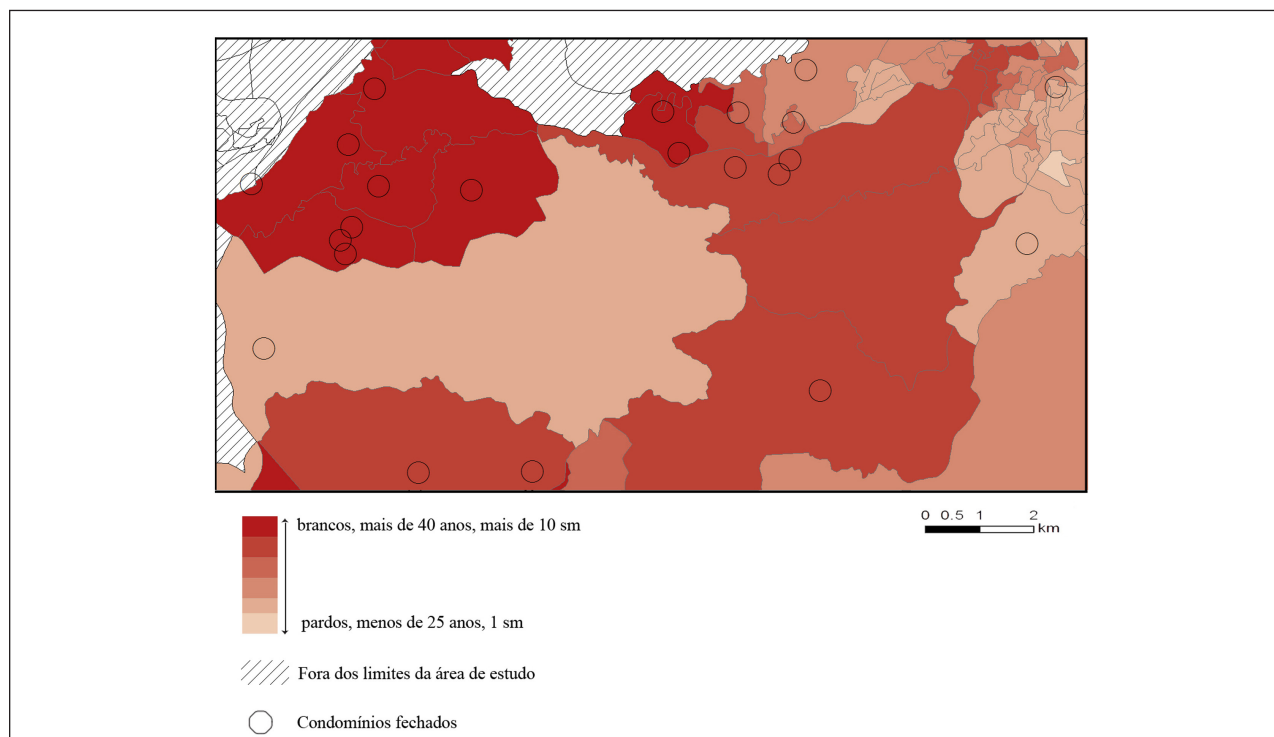 brancos, mais de 40 anos, mais de 10 sm
0 0.5 1 2
km
pardos, menos de 25 anos, 1 sm
Fora dos limites da área de estudo
Condomínios fechados